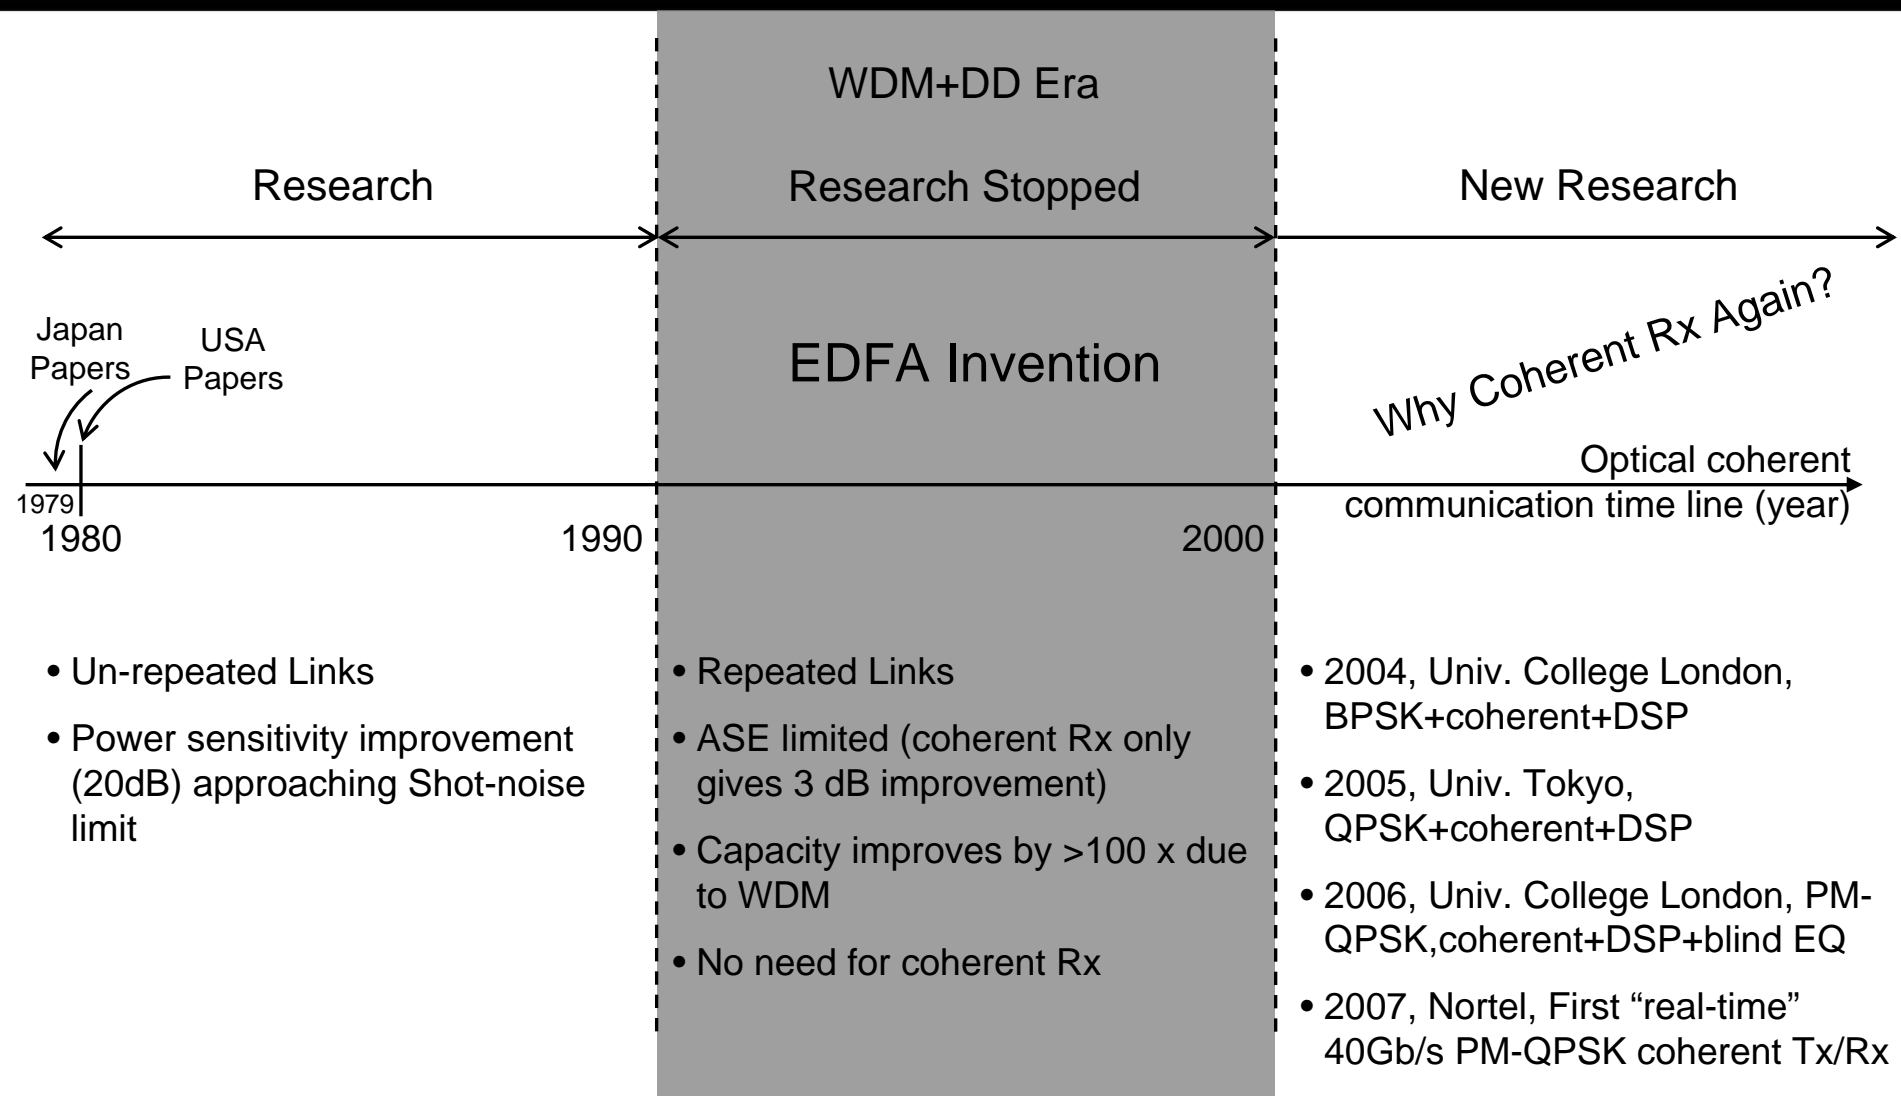 WDM+DD Era
Research
Research Stopped
New Research
Japan
Papers
USA
Papers
EDFA Invention
Why Coherent Rx Again?
Optical coherent
communication time line (year)
1979
1980
1990
2000
• Un-repeated Links
• Power sensitivity improvement
(20dB) approaching Shot-noise
limit
• Repeated Links
• ASE limited (coherent Rx only
gives 3 dB improvement)
• Capacity improves by >100 x due
to WDM
• No need for coherent Rx
• 2004, Univ. College London,
BPSK+coherent+DSP
• 2005, Univ. Tokyo,
QPSK+coherent+DSP
• 2006, Univ. College London, PM-
QPSK,coherent+DSP+blind EQ
• 2007, Nortel, First “real-time”
40Gb/s PM-QPSK coherent Tx/Rx